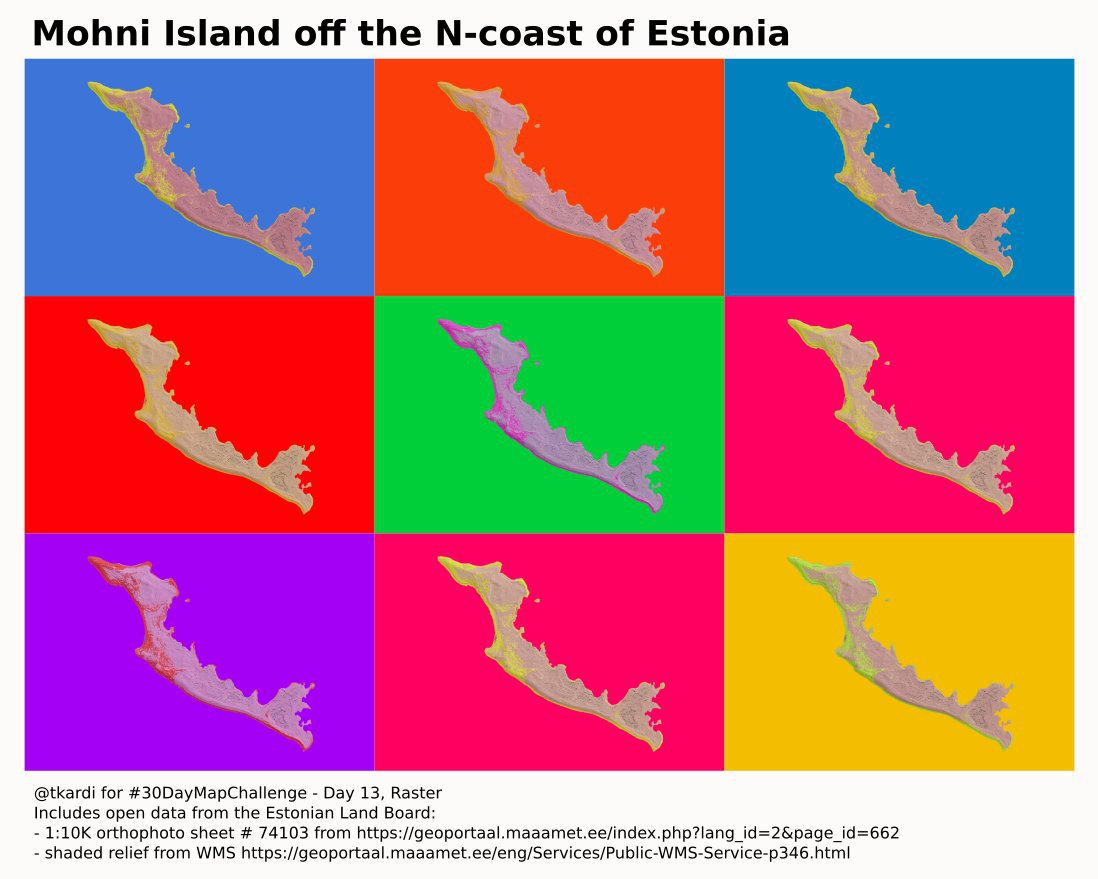 Mohni Island off the N-coast of Estonia
@tkardi for #30DayMapChallenge - Day 13, Raster
Includes open data from the Estonian Land Board:
- 1:10K orthophoto sheet # 74103 from https://geoportaal.maaamet.ee/index.php?lang_id=2&page_id=662
- shaded relief from WMS https://geoportaal.maaamet.ee/eng/Services/Public-WMS-Service-p346.html